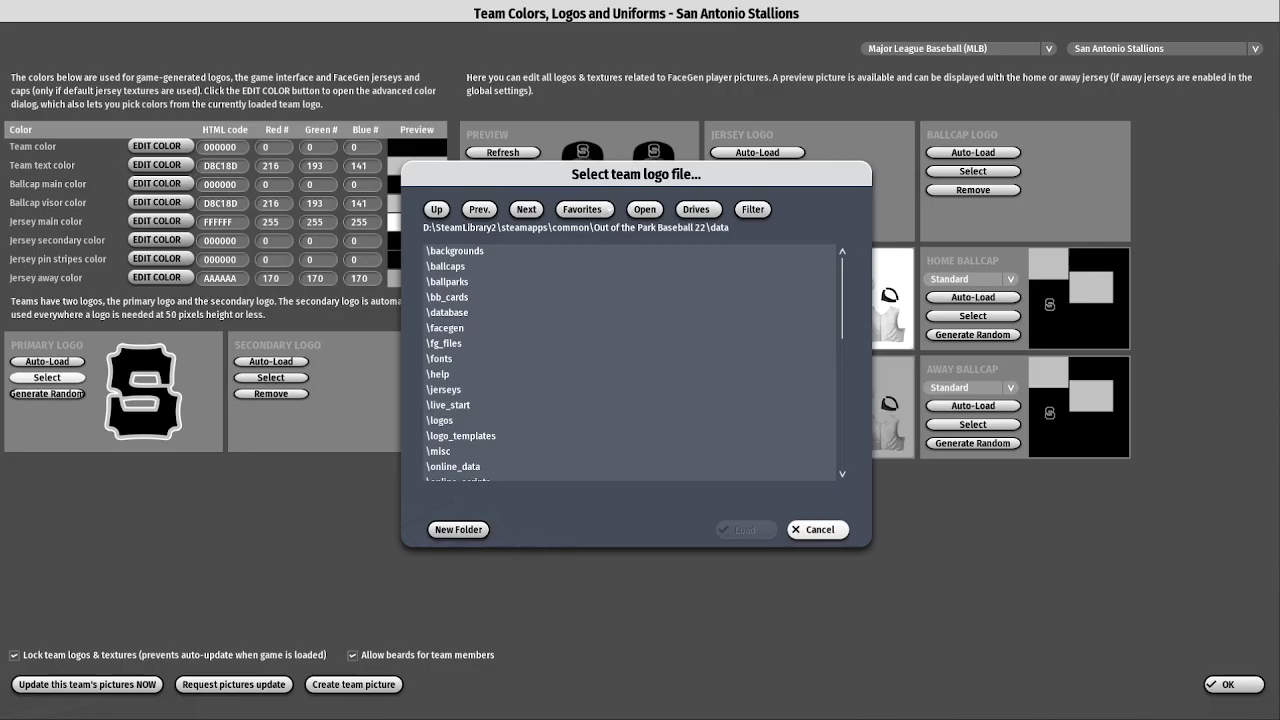 Team Colors, Logos and Uniforms - San Antonio Stallions
Major League Baseball (MLB) V San Antonio Stallions V
The colors below are used for game-generated logos, the game interface and FaceGen jerseys and
caps (only if default jersey textures are used). Click the EDIT COLOR button to open the advanced color
dialog, which also lets you pick colors from the currently loaded team logo.
Here you can edit all logos & textures related to FaceGen player pictures. A preview picture is available and can be displayed with the home or away jersey (if away jerseys are enabled in the
global settings).
Color HTML code Red # Green # Blue # Preview
Team color EDIT COLOR 000000 0 0 0
Team text color EDIT COLOR D8C18D 216 193 141
Ballcap main color EDIT COLOR 000000 0 0 0
Ballcap visor color EDIT COLOR D8C18D 216 193 141
Jersey main color EDIT COLOR FFFFFF 255 255 255
Jersey secondary color EDIT COLOR 000000 0 0 0
Jersey pin stripes color EDIT COLOR 000000 0 0 0
Jersey away color EDIT COLOR AAAAAA 170 170 170
Teams have two logos, the primary logo and the secondary logo. The secondary logo is
used everywhere a logo is needed at 50 pixels height or less.
PRIMARY LOGO
Auto-Load
Select
Generate Random
S
SECONDARY LOGO
Auto-Load
Select
Remove
PREVIEW
Refresh
S S
JERSEY LOGO
Auto-Load
BALLCAP LOGO
Auto-Load
Select
Remove
HOME BALLCAP
Standard V
Auto-Load
Select
Generate Random
S
AWAY BALLCAP
Standard V
Auto-Load
Select
Generate Random
S
Select team logo file...
Up Prev. Next Favorites Open Drives Filter
D:\SteamLibrary2\steamapps\common\Out of the Park Baseball 22\data
\backgrounds
\ballcaps
\ballparks
\bb_cards
\database
\facegen
\fg_files
\fonts
\help
\jerseys
\live_start
\logos
\logo_templates
\misc
\online_data
New Folder Load Cancel
Lock team logos & textures (prevents auto-update when game is loaded) Allow beards for team members
Update this team's pictures NOW Request pictures update Create team picture OK